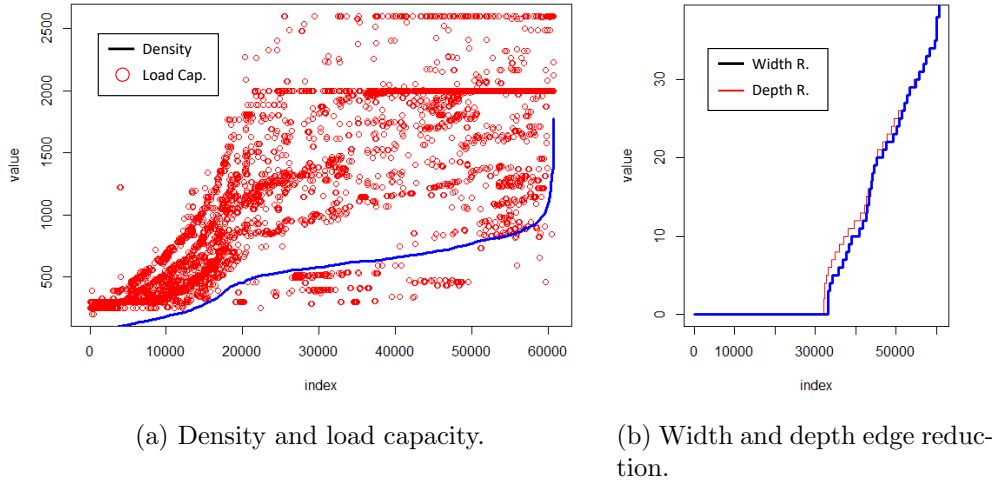 Density
Load Cap.
value
500
1000
1500
2000
2500
0
10000
20000
30000
40000
50000
60000
index
(a) Density and load capacity.
Width R.
Depth R.
value
0
10
20
30
0
10000
30000
50000
index
(b) Width and depth edge reduc-
tion.